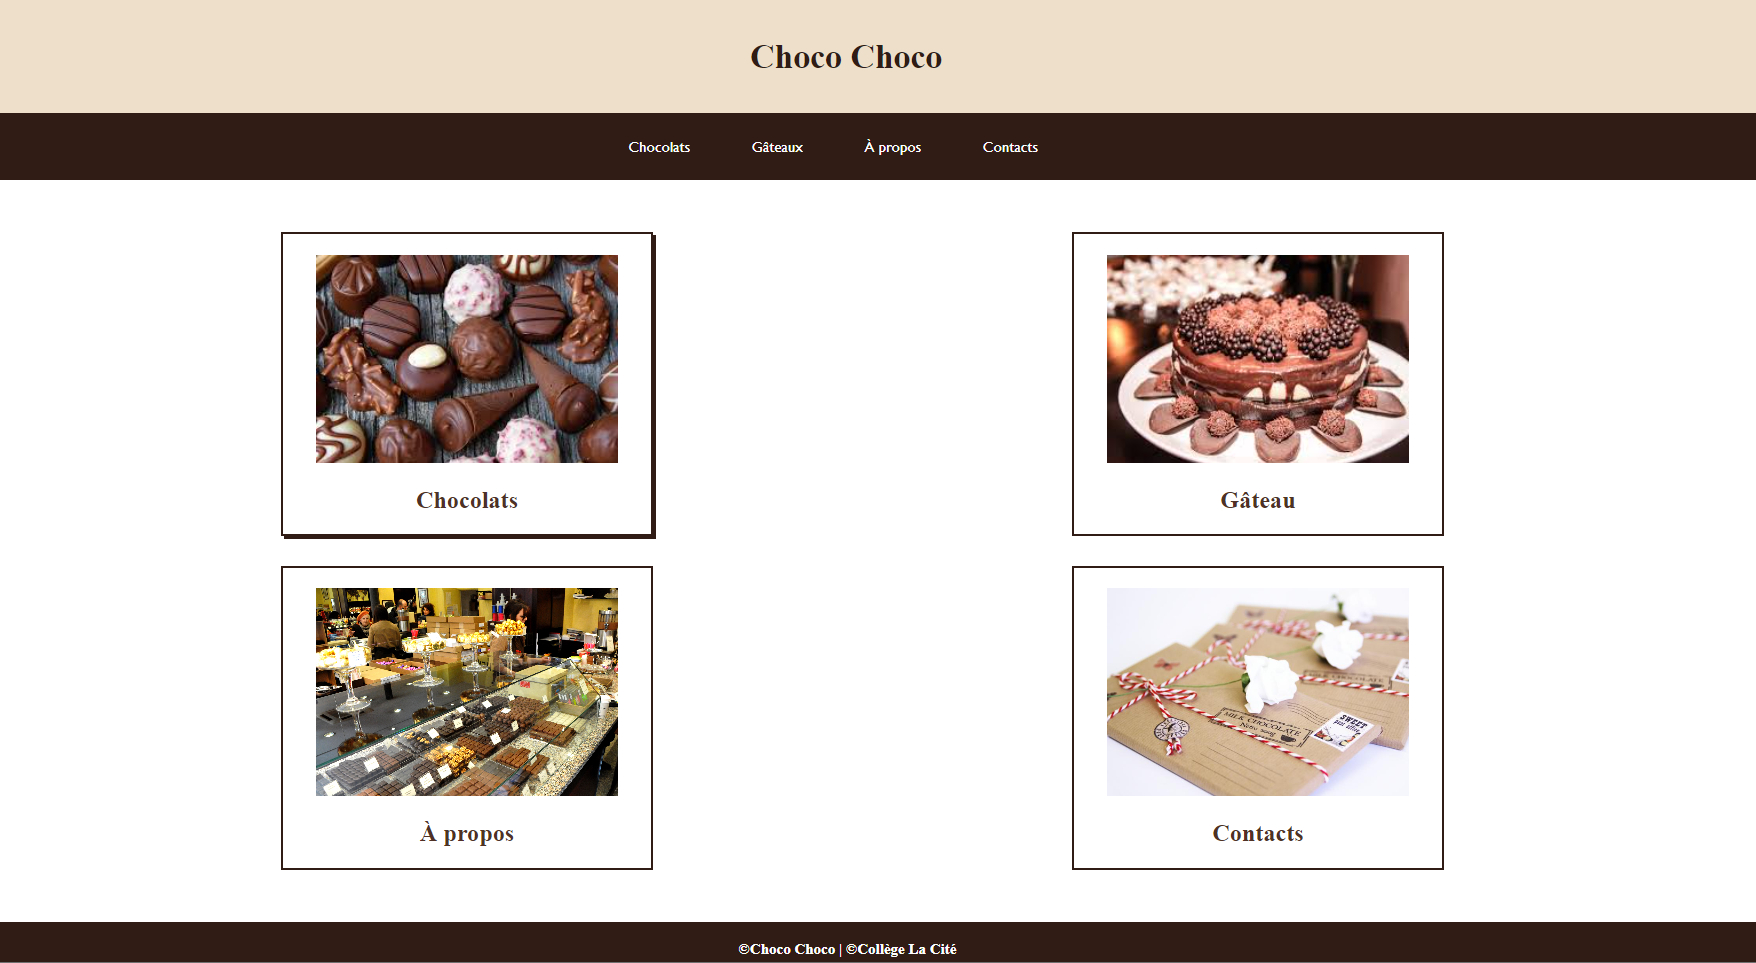 Choco Choco
Chocolats
Gâteaux
À propos
Contacts
Chocolats
Gâteau
MILK CHOCOLATE
SWEET
À propos
Contacts
©Choco Choco | ©Collège La Cité